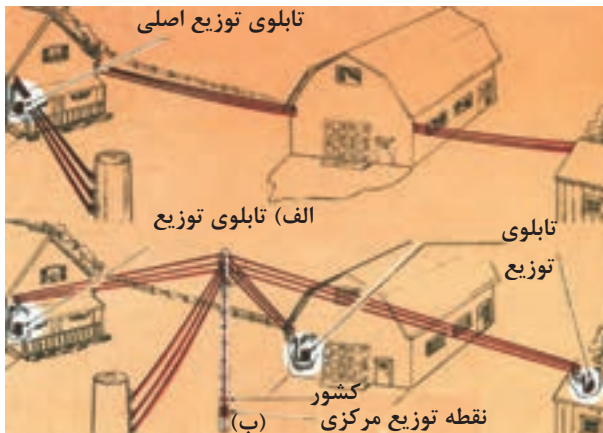 تابلوی توزیع اصلی
الف) تابلوی توزیع
تابلوی
توزیع
کشور
نقطه توزیع مرکزی (ب)